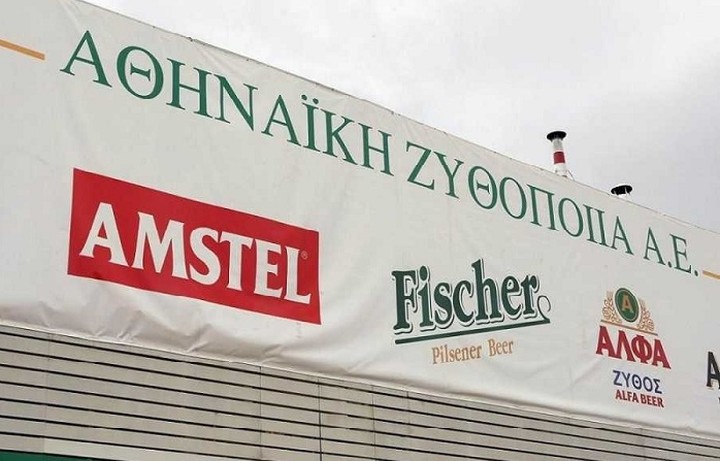 ΑΘΗΝΑΪΚΗ ΖΥΘΟΠΟΙΙΑ Α.Ε.
AMSTEL®
Fischer
Pilsener Beer
A
ΑΛΦΑ
ΖΥΘΟΣ
ALFA BEER